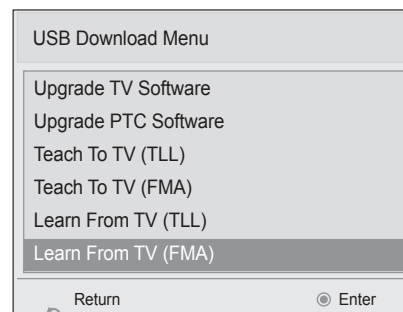 USB Download Menu
Upgrade TV Software
Upgrade PTC Software
Teach To TV (TLL)
Teach To TV (FMA)
Learn From TV (TLL)
Learn From TV (FMA)
Return Enter